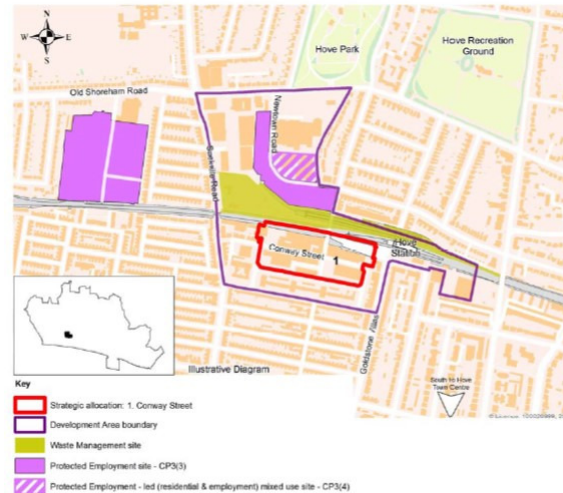 N
W E
S
Hove Park
Hove Recreation
Ground
Old Shoreham Road
Newtown Road
Sackville Road
Conway Street
1
Hove
Station
Goldstone Villas
Illustrative Diagram
South to Hove
Town Centre
Key
Strategic allocation: 1. Conway Street
Development Area boundary
Waste Management site
Protected Employment site - CP3(3)
Protected Employment - led (residential & employment) mixed use site - CP3(4)